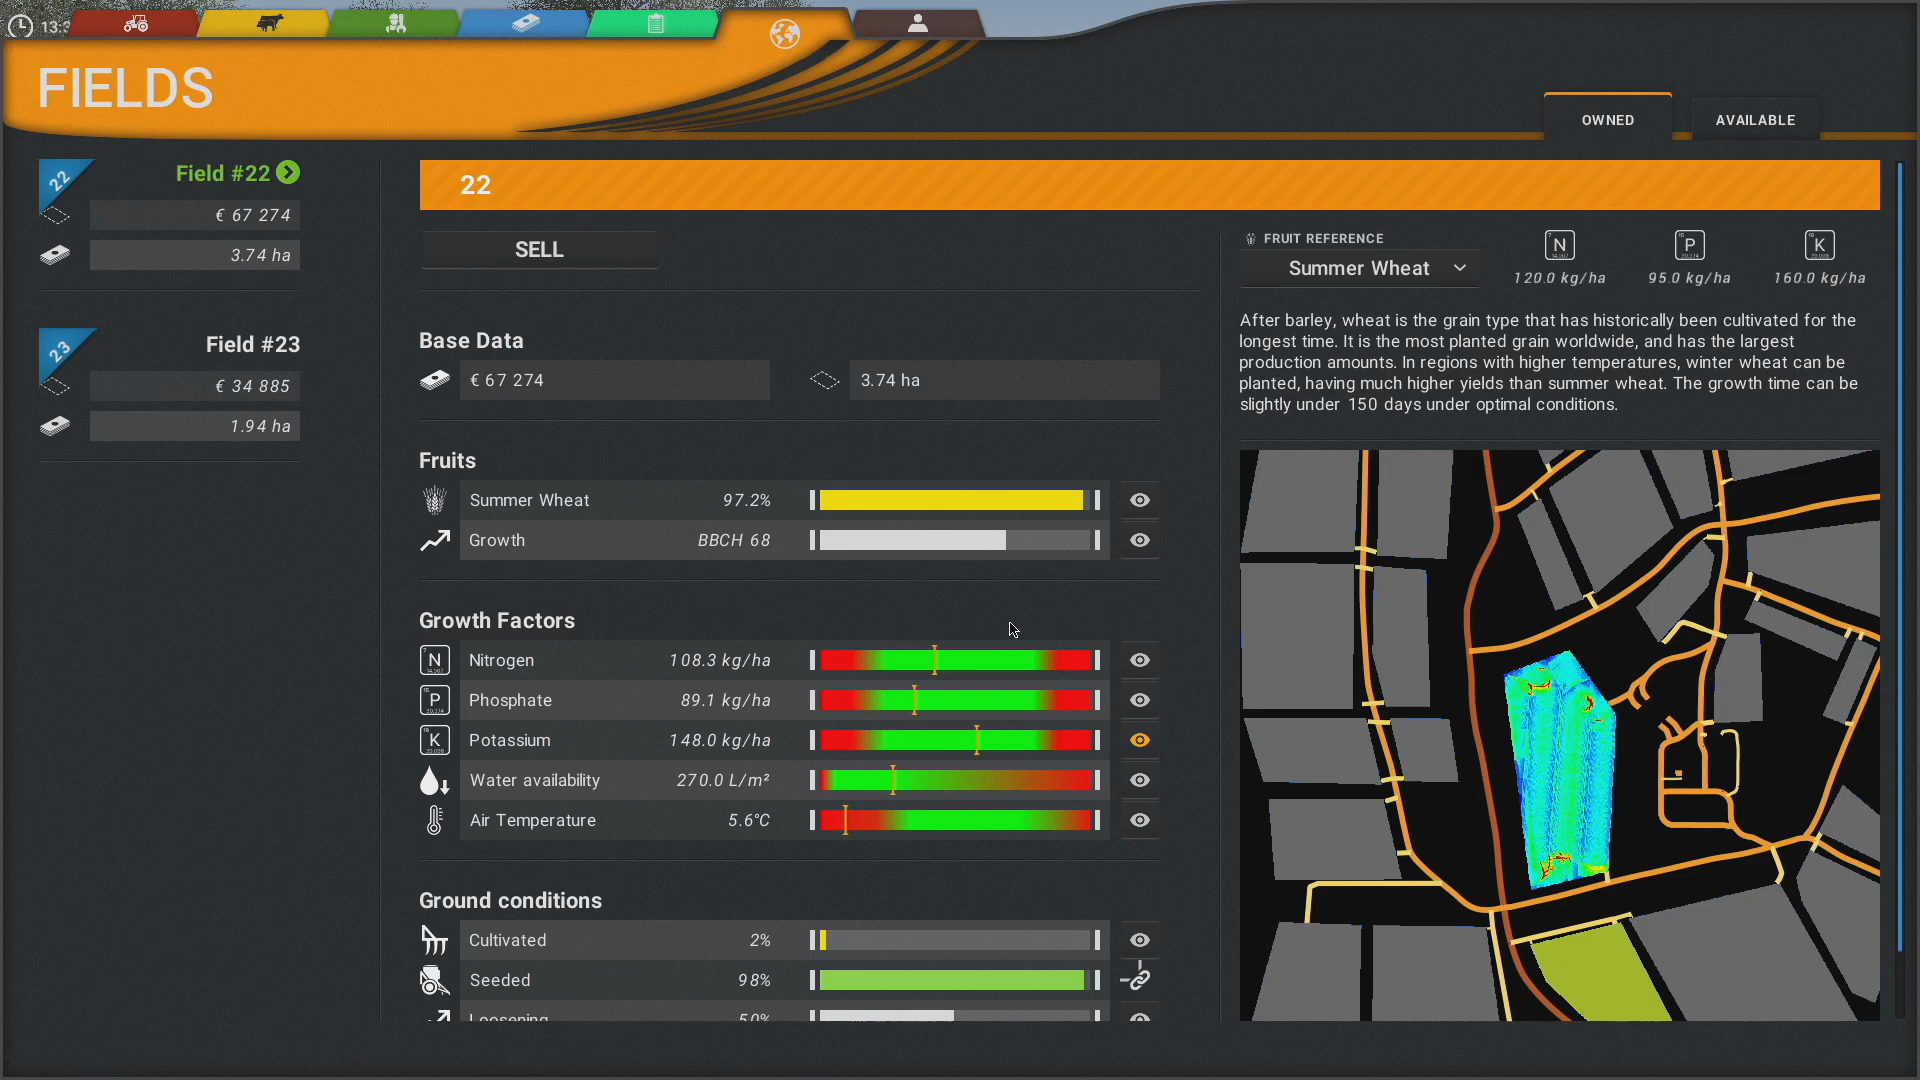 FIELDS
OWNED
AVAILABLE
22
Field #22
€ 67 274
3.74 ha
23
Field #23
€ 34 885
1.94 ha
22
SELL
Base Data
€ 67 274
3.74 ha
Fruits
Summer Wheat 97.2%
Growth BBCH 68
Growth Factors
N Nitrogen 108.3 kg/ha
P Phosphate 89.1 kg/ha
K Potassium 148.0 kg/ha
Water availability 270.0 L/m²
Air Temperature 5.6°C
Ground conditions
Cultivated 2%
Seeded 98%
Loosening 50%
FRUIT REFERENCE
Summer Wheat
N P K
120.0 kg/ha 95.0 kg/ha 160.0 kg/ha
After barley, wheat is the grain type that has historically been cultivated for the
longest time. It is the most planted grain worldwide, and has the largest
production amounts. In regions with higher temperatures, winter wheat can be
planted, having much higher yields than summer wheat. The growth time can be
slightly under 150 days under optimal conditions.